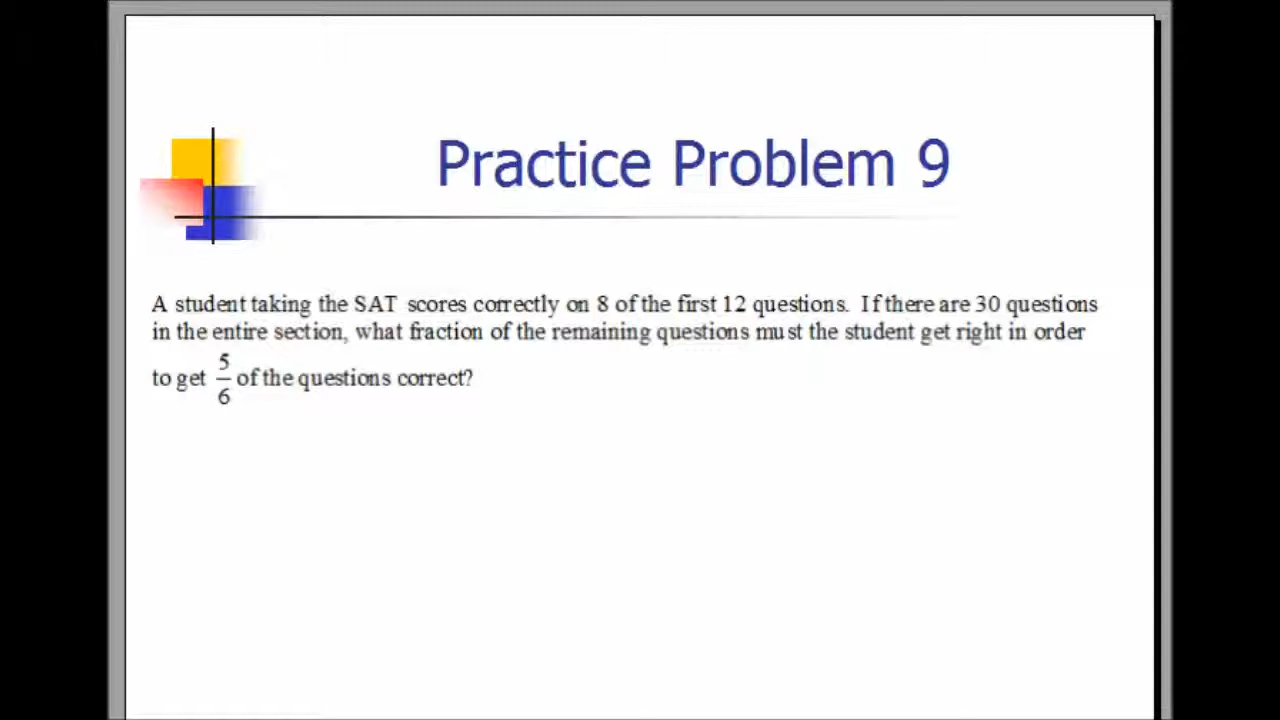 Practice Problem 9
A student taking the SAT scores correctly on 8 of the first 12 questions. If there are 30 questions
in the entire section, what fraction of the remaining questions must the student get right in order
to get 5/6 of the questions correct?